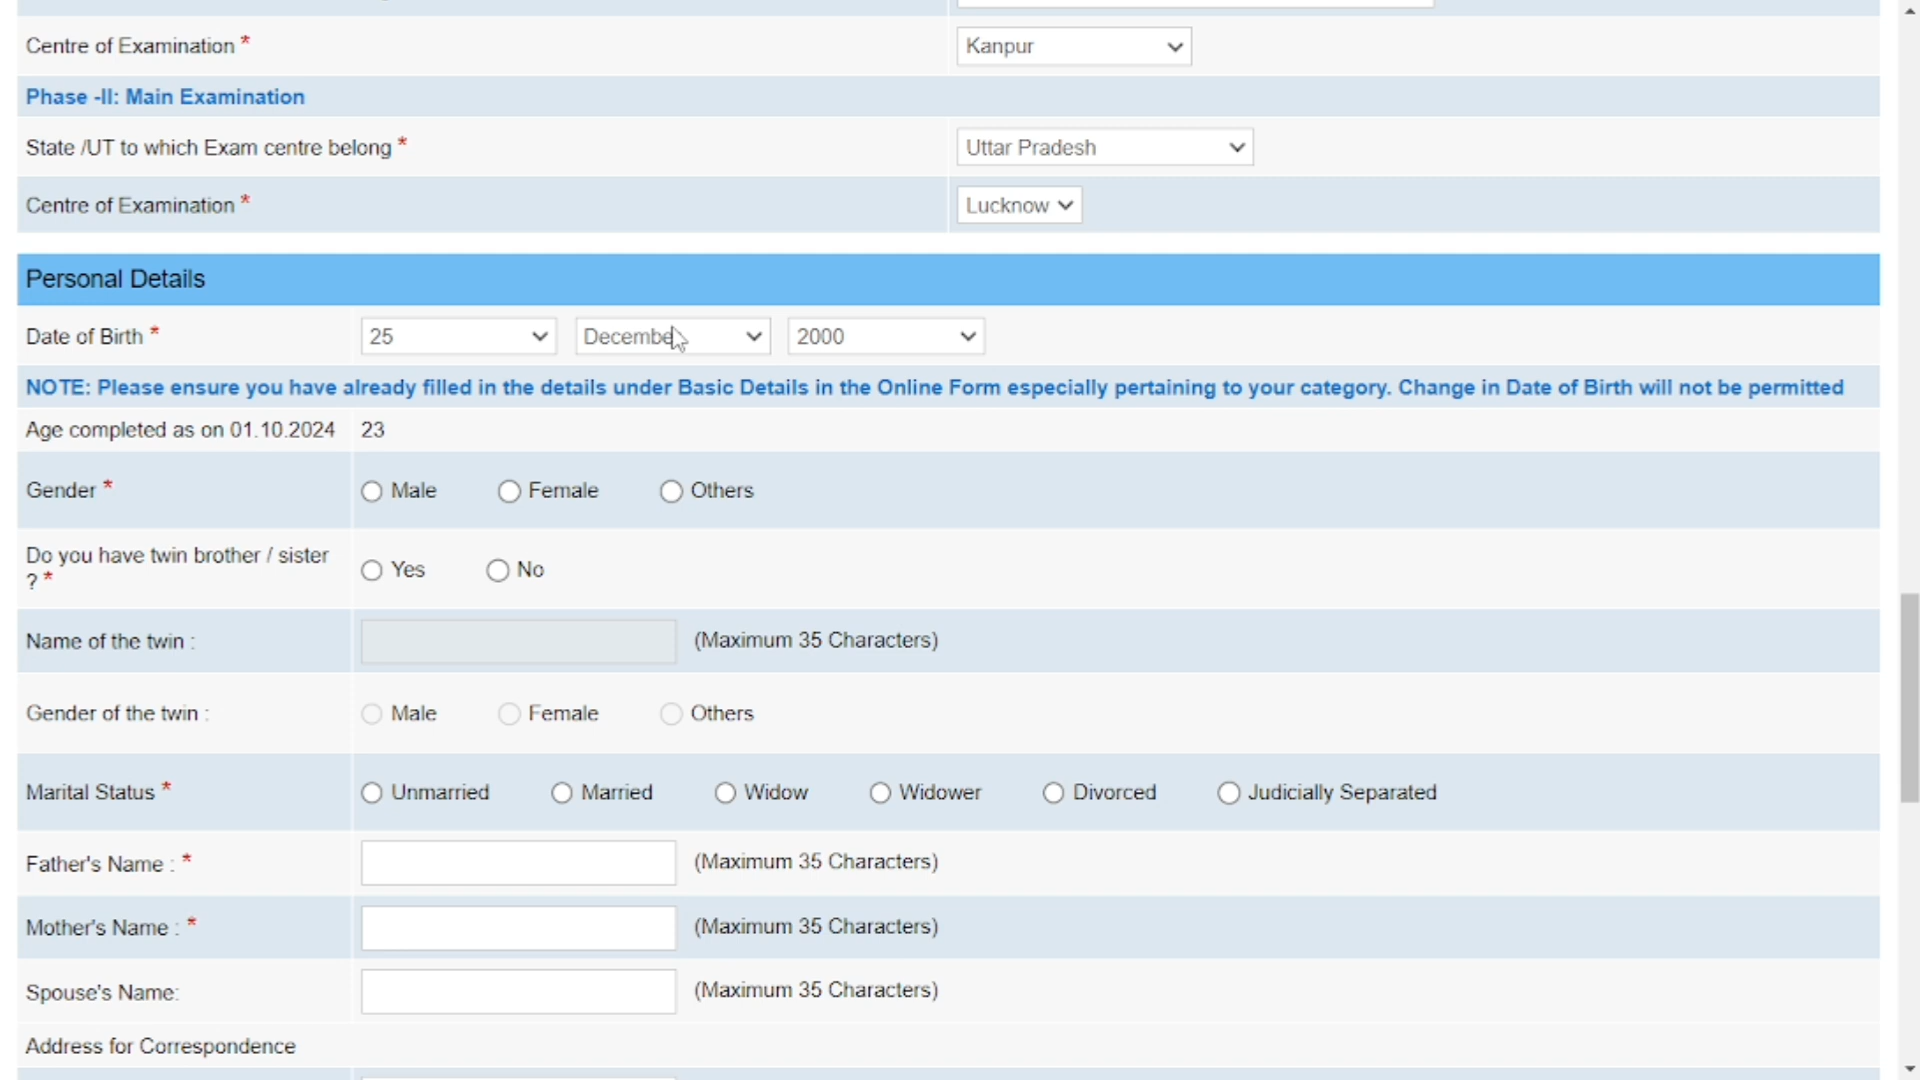 Centre of Examination * Kanpur
Phase -II: Main Examination
State /UT to which Exam centre belong * Uttar Pradesh
Centre of Examination * Lucknow
Personal Details
Date of Birth * 25 December 2000
NOTE: Please ensure you have already filled in the details under Basic Details in the Online Form especially pertaining to your category. Change in Date of Birth will not be permitted
Age completed as on 01.10.2024 23
Gender * Male Female Others
Do you have twin brother / sister
? * Yes No
Name of the twin : (Maximum 35 Characters)
Gender of the twin : Male Female Others
Marital Status * Unmarried Married Widow Widower Divorced Judicially Separated
Father's Name : * (Maximum 35 Characters)
Mother's Name : * (Maximum 35 Characters)
Spouse's Name: (Maximum 35 Characters)
Address for Correspondence